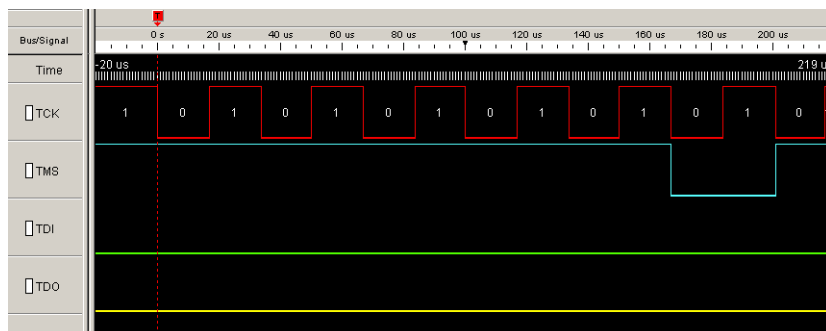 T
Bus/Signal 0 s 20 us 40 us 60 us 80 us 100 us 120 us 140 us 160 us 180 us 200 us
Time -20 us 219 u
TCK 1 0 1 0 1 0 1 0 1 0 1 0 1 0
TMS
TDI
TDO